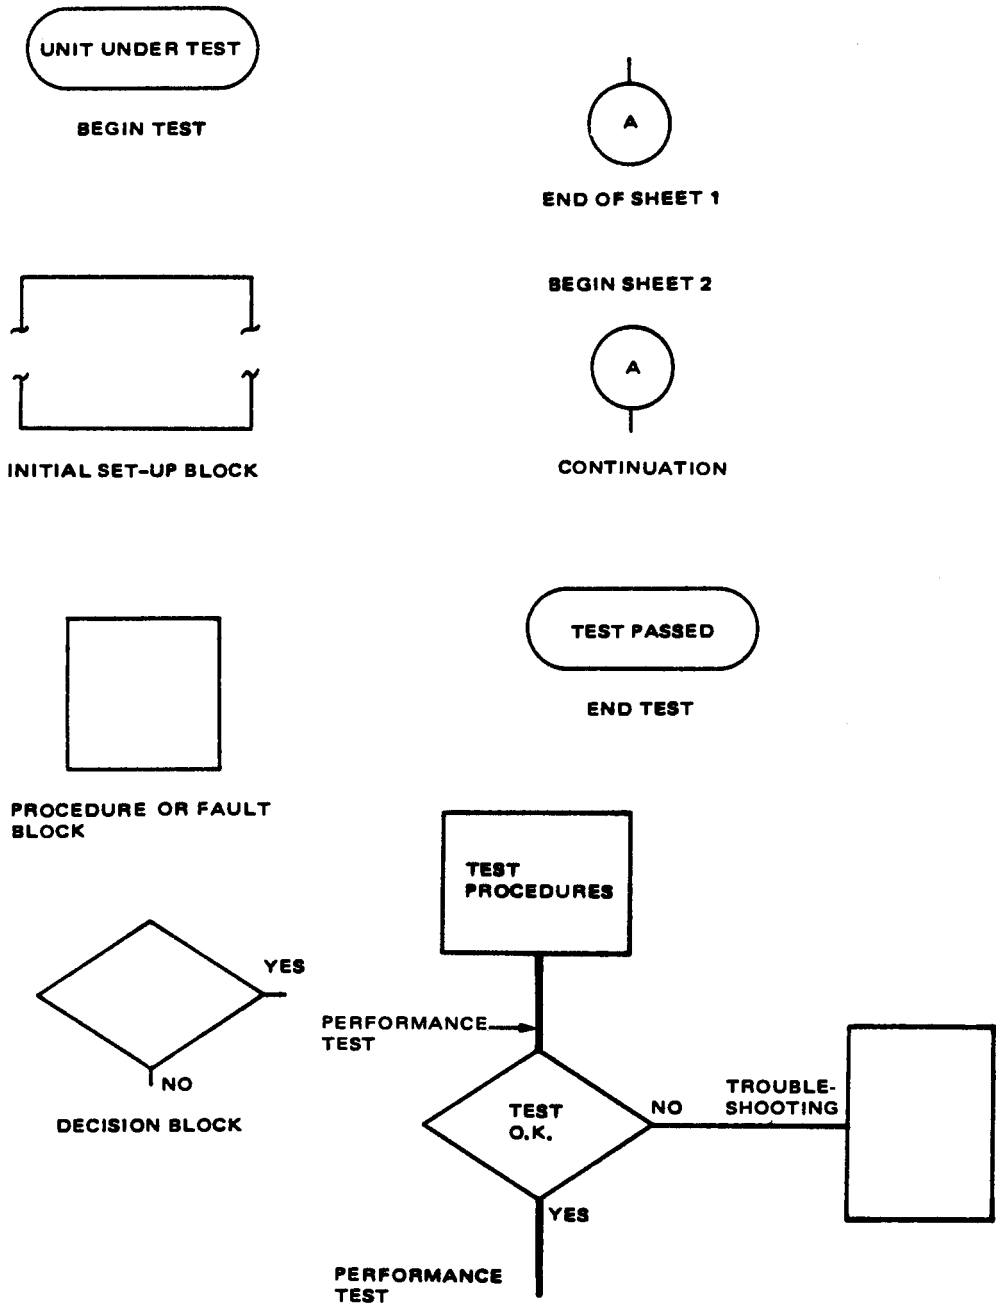 UNIT UNDER TEST
BEGIN TEST
A
END OF SHEET 1
INITIAL SET-UP BLOCK
BEGIN SHEET 2
A
CONTINUATION
PROCEDURE OR FAULT
BLOCK
TEST PASSED
END TEST
YES
NO
DECISION BLOCK
TEST
PROCEDURES
PERFORMANCE
TEST
TEST
O.K.
NO
TROUBLE-
SHOOTING
YES
PERFORMANCE
TEST